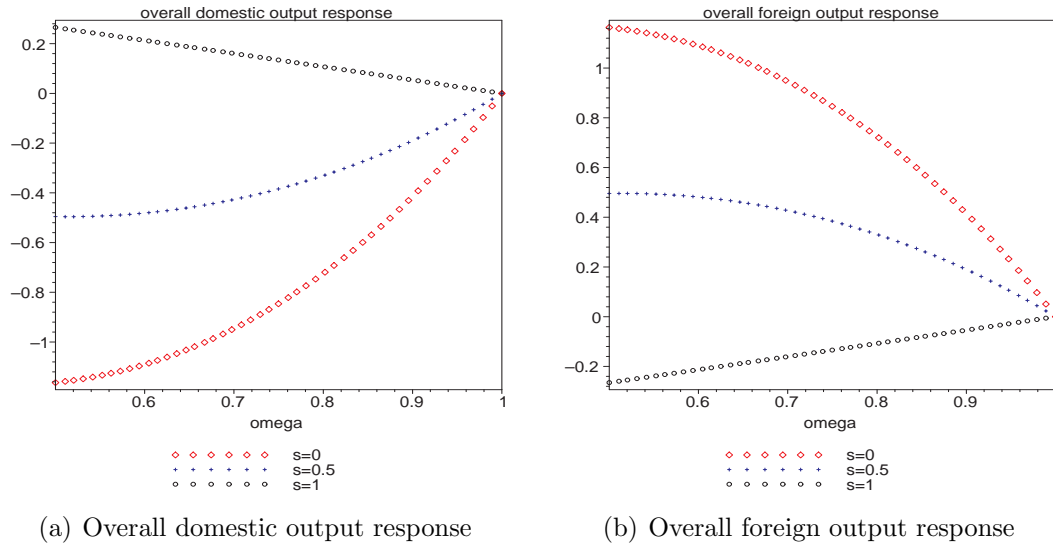 overall domestic output response
0.2
0
–0.2
–0.4
–0.6
–0.8
–1
0.6
0.7
0.8
0.9
1
omega
s=0
s=0.5
s=1
(a) Overall domestic output response
overall foreign output response
1
0.8
0.6
0.4
0.2
0
–0.2
0.6
0.7
0.8
0.9
omega
s=0
s=0.5
s=1
(b) Overall foreign output response